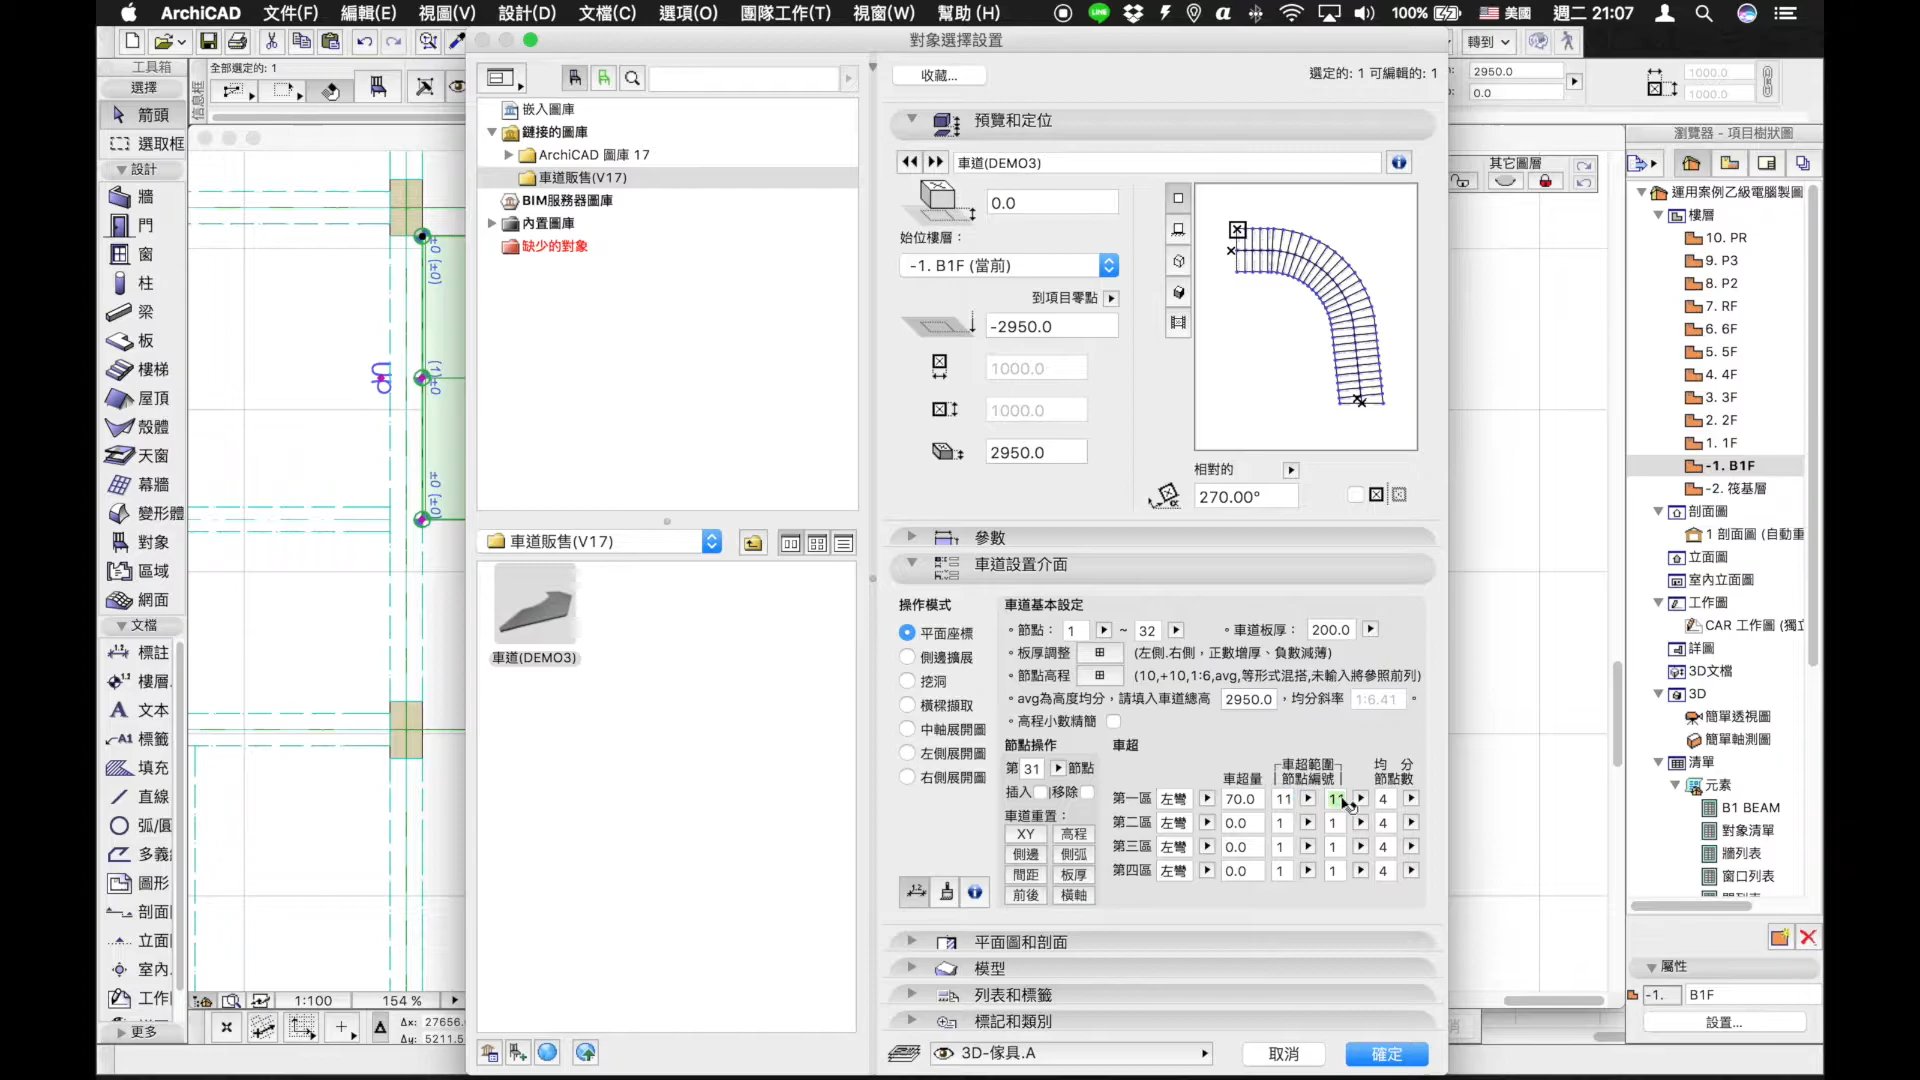 ArchiCAD 文件(F) 編輯(E) 視圖(V) 設計(D) 文檔(C) 選項(O) 團隊工作(T) 視窗(W) 幫助 (H) 100% 美國 週二 21:07
對象選擇設置
轉到
工具箱
選擇
箭頭
選取框
設計
牆
門
窗
柱
梁
板
樓梯
屋頂
殼體
天窗
幕牆
變形體
對象
區域
網面
文檔
標註
樓層
文本
A1 標籤
填充
直線
弧/圓
多義
圖形
剖面
立面
室內
工作
更多
全部選定的: 1
信息框
±0 (±0)
(1)±0
±0 (±0)
up
1:100 154 %
Δx: 27656.
Δy: 5211.5
嵌入圖庫
鏈接的圖庫
ArchiCAD 圖庫 17
車道販售(V17)
BIM服務器圖庫
內置圖庫
缺少的對象
車道販售(V17)
車道(DEMO3)
收藏...
選定的: 1 可編輯的: 1
預覽和定位
車道(DEMO3)
0.0
始位樓層：
-1. B1F (當前)
到項目零點
-2950.0
1000.0
1000.0
2950.0
相對的
270.00°
參數
車道設置介面
操作模式
平面座標
側邊擴展
挖洞
橫樑擷取
中軸展開圖
左側展開圖
右側展開圖
車道基本設定
◦節點： 1 ~ 32 ◦車道板厚： 200.0
◦板厚調整 (左側.右側，正數增厚、負數減薄)
◦節點高程 (10,+10,1:6,avg,等形式混搭,未輸入將參照前列)
◦avg為高度均分，請填入車道總高 2950.0 ，均分斜率 1:6.41 。
◦高程小數精簡
節點操作
第 31 節點
插入 |移除
車道重置：
XY 高程
側邊 側弧
間距 板厚
前後 橫軸
車超
車超量 車超範圍 節點編號 均 分 節點數
第一區 左彎 70.0 11 11 4
第二區 左彎 0.0 1 1 4
第三區 左彎 0.0 1 1 4
第四區 左彎 0.0 1 1 4
平面圖和剖面
模型
列表和標籤
標記和類別
3D-傢具.A
取消
確定
2950.0
0.0
1000.0
1000.0
其它圖層
瀏覽器 - 項目樹狀圖
運用案例乙級電腦製圖
樓層
10. PR
9. P3
8. P2
7. RF
6. 6F
5. 5F
4. 4F
3. 3F
2. 2F
1. 1F
-1. B1F
-2. 筏基層
剖面圖
1 剖面圖 (自動重
立面圖
室內立面圖
工作圖
CAR 工作圖 (獨立
詳圖
3D文檔
3D
簡單透視圖
簡單軸測圖
清單
元素
B1 BEAM
對象清單
牆列表
窗口列表
屬性
-1. B1F
設置...